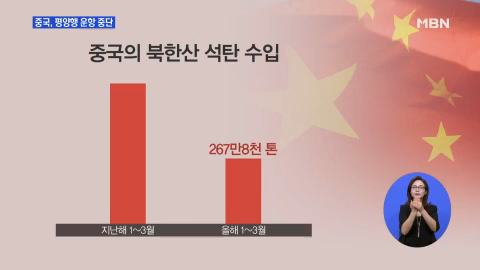 중국, 평양행 운항 중단
MBN
중국의 북한산 석탄 수입
267만8천 톤
지난해 1~3월
올해 1~3월